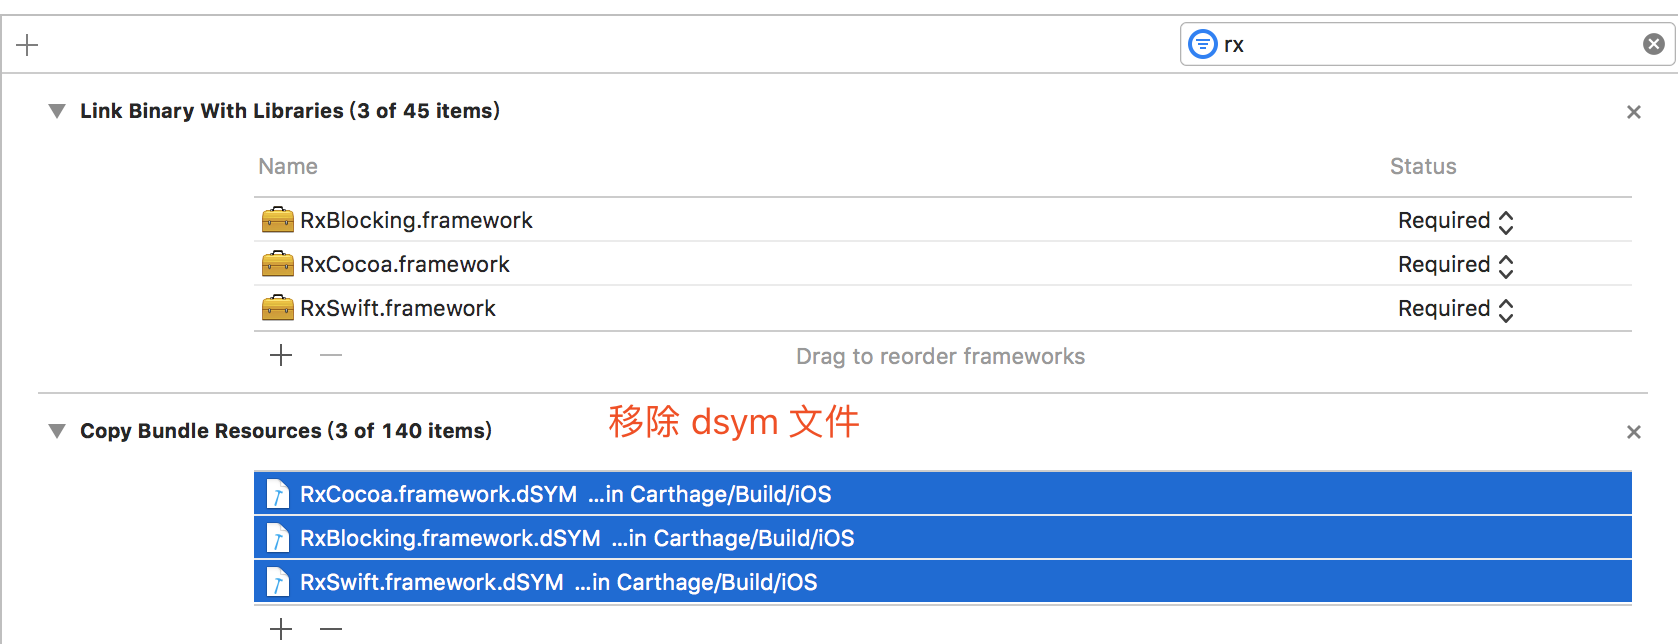 rx
Link Binary With Libraries (3 of 45 items)
Name Status
RxBlocking.framework Required
RxCocoa.framework Required
RxSwift.framework Required
Drag to reorder frameworks
移除 dsym 文件
Copy Bundle Resources (3 of 140 items)
RxCocoa.framework.dSYM ...in Carthage/Build/iOS
RxBlocking.framework.dSYM ...in Carthage/Build/iOS
RxSwift.framework.dSYM ...in Carthage/Build/iOS